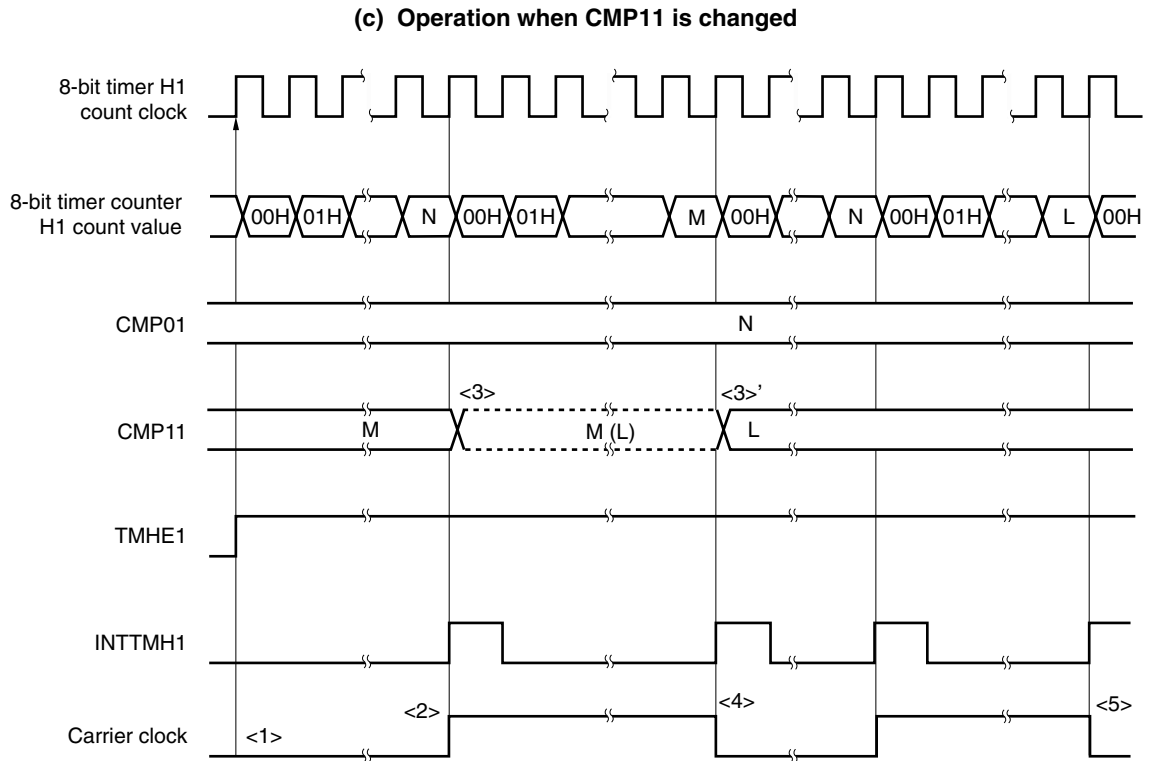 (c) Operation when CMP11 is changed
8-bit timer H1
count clock
8-bit timer counter
H1 count value
00H 01H N 00H 01H M 00H N 00H 01H L 00H
CMP01
N
<3> <3>’
CMP11
M M (L) L
TMHE1
INTTMH1
<2> <4> <5>
Carrier clock
<1>